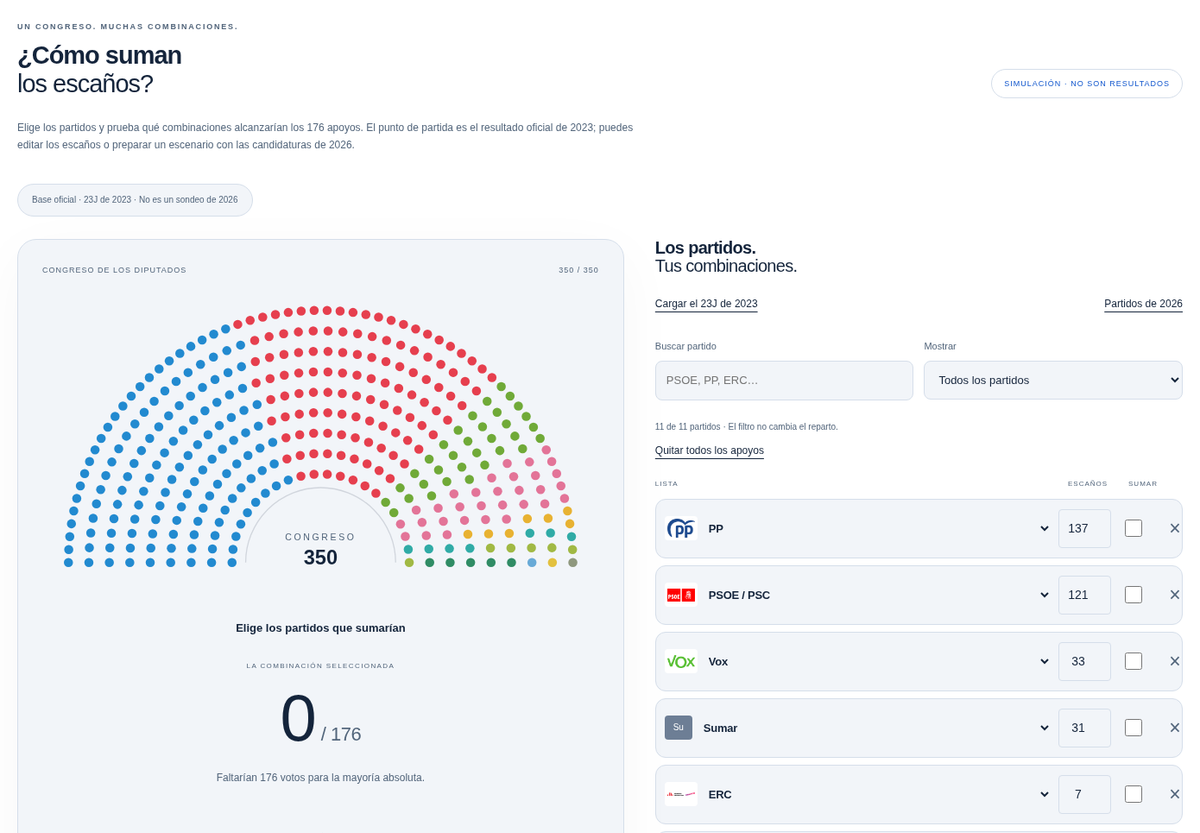 UN CONGRESO. MUCHAS COMBINACIONES.
¿Cómo suman
los escaños?
SIMULACIÓN · NO SON RESULTADOS
Elige los partidos y prueba qué combinaciones alcanzarían los 176 apoyos. El punto de partida es el resultado oficial de 2023; puedes
editar los escaños o preparar un escenario con las candidaturas de 2026.
Base oficial · 23J de 2023 · No es un sondeo de 2026
CONGRESO DE LOS DIPUTADOS
350 / 350
CONGRESO
350
Elige los partidos que sumarían
LA COMBINACIÓN SELECCIONADA
0 / 176
Faltarían 176 votos para la mayoría absoluta.
Los partidos.
Tus combinaciones.
Cargar el 23J de 2023
Partidos de 2026
Buscar partido
Mostrar
PSOE, PP, ERC…
Todos los partidos
11 de 11 partidos · El filtro no cambia el reparto.
Quitar todos los apoyos
LISTA
ESCAÑOS
SUMAR
pp PP 137
PSOE PSOE / PSC 121
VOX Vox 33
Su Sumar 31
ERC 7